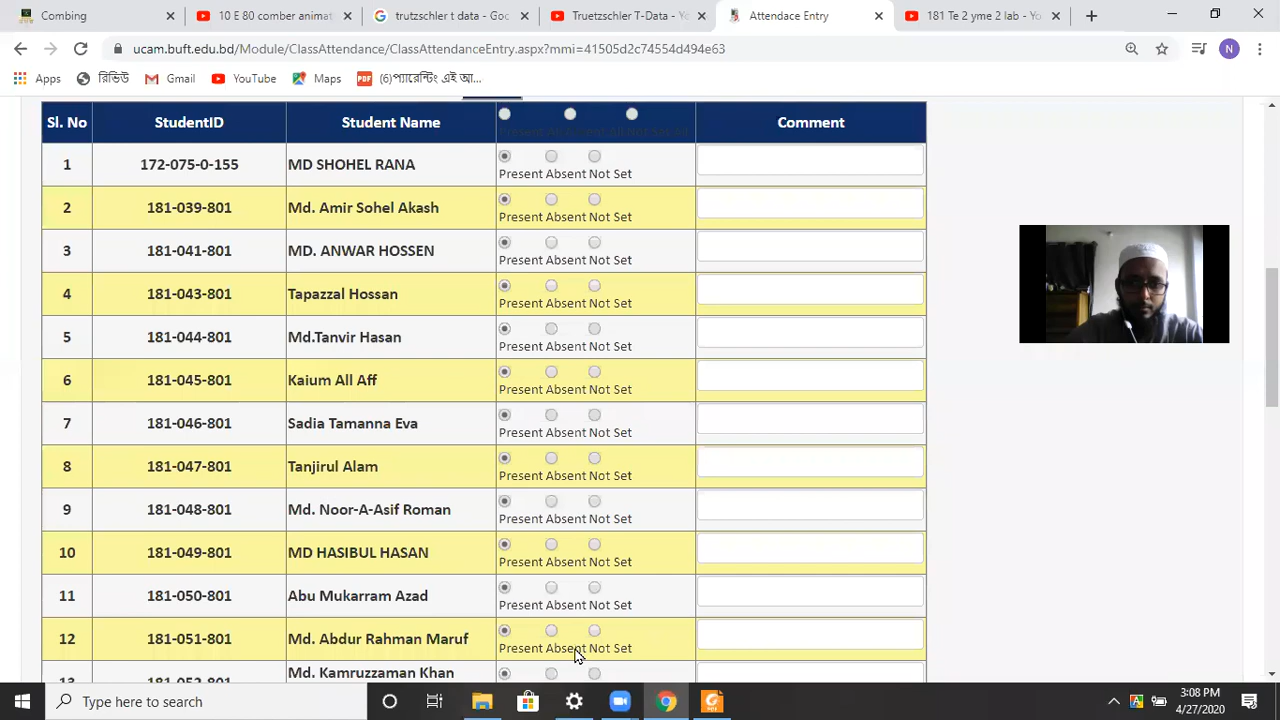 Combing
10 E 80 comber animat
trutzschler t data - Goo
Truetzschler T-Data - Yo
Attendace Entry
181 Te 2 yme 2 lab - Yo
ucam.buft.edu.bd/Module/ClassAttendance/ClassAttendanceEntry.aspx?mmi=41505d2c74554d494e63
N
Apps
রিভিউ
Gmail
YouTube
Maps
PDF
(6)প্যারেন্টিং এই আ...
Sl. No StudentID Student Name Comment
1 172-075-0-155 MD SHOHEL RANA
Present Absent Not Set
2 181-039-801 Md. Amir Sohel Akash
Present Absent Not Set
3 181-041-801 MD. ANWAR HOSSEN
Present Absent Not Set
4 181-043-801 Tapazzal Hossan
Present Absent Not Set
5 181-044-801 Md.Tanvir Hasan
Present Absent Not Set
6 181-045-801 Kaium All Aff
Present Absent Not Set
7 181-046-801 Sadia Tamanna Eva
Present Absent Not Set
8 181-047-801 Tanjirul Alam
Present Absent Not Set
9 181-048-801 Md. Noor-A-Asif Roman
Present Absent Not Set
10 181-049-801 MD HASIBUL HASAN
Present Absent Not Set
11 181-050-801 Abu Mukarram Azad
Present Absent Not Set
12 181-051-801 Md. Abdur Rahman Maruf
Present Absent Not Set
13 181-052-801 Md. Kamruzzaman Khan
Type here to search
3:08 PM
4/27/2020